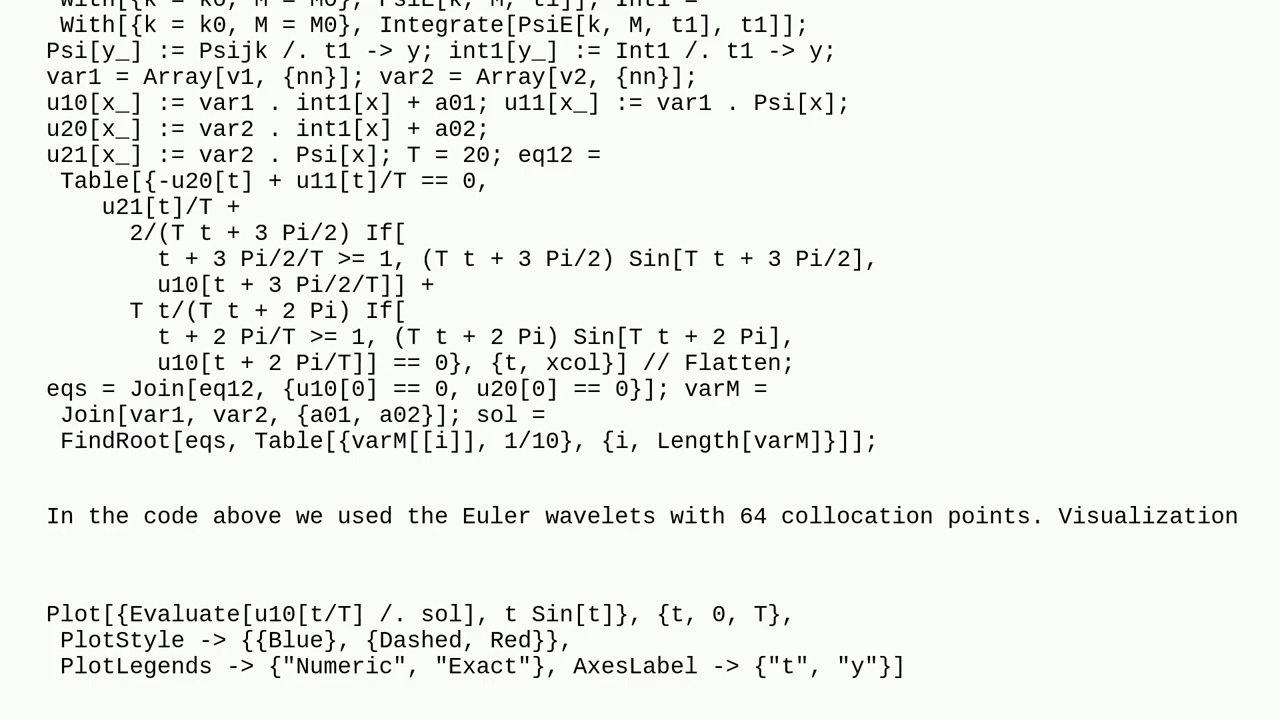 With[{k = k0, M = M0}, PsiE[k, M, t1]]; Int1 =
With[{k = k0, M = M0}, Integrate[PsiE[k, M, t1], t1]];
Psi[y_] := Psijk /. t1 -> y; int1[y_] := Int1 /. t1 -> y;
var1 = Array[v1, {nn}]; var2 = Array[v2, {nn}];
u10[x_] := var1 . int1[x] + a01; u11[x_] := var1 . Psi[x];
u20[x_] := var2 . int1[x] + a02;
u21[x_] := var2 . Psi[x]; T = 20; eq12 =
Table[{-u20[t] + u11[t]/T == 0,
u21[t]/T +
2/(T t + 3 Pi/2) If[
t + 3 Pi/2/T >= 1, (T t + 3 Pi/2) Sin[T t + 3 Pi/2],
u10[t + 3 Pi/2/T]] +
T t/(T t + 2 Pi) If[
t + 2 Pi/T >= 1, (T t + 2 Pi) Sin[T t + 2 Pi],
u10[t + 2 Pi/T]] == 0}, {t, xcol}] // Flatten;
eqs = Join[eq12, {u10[0] == 0, u20[0] == 0}]; varM =
Join[var1, var2, {a01, a02}]; sol =
FindRoot[eqs, Table[{varM[[i]], 1/10}, {i, Length[varM]}]];
In the code above we used the Euler wavelets with 64 collocation points. Visualization
Plot[{Evaluate[u10[t/T] /. sol], t Sin[t]}, {t, 0, T},
PlotStyle -> {{Blue}, {Dashed, Red}},
PlotLegends -> {"Numeric", "Exact"}, AxesLabel -> {"t", "y"}]